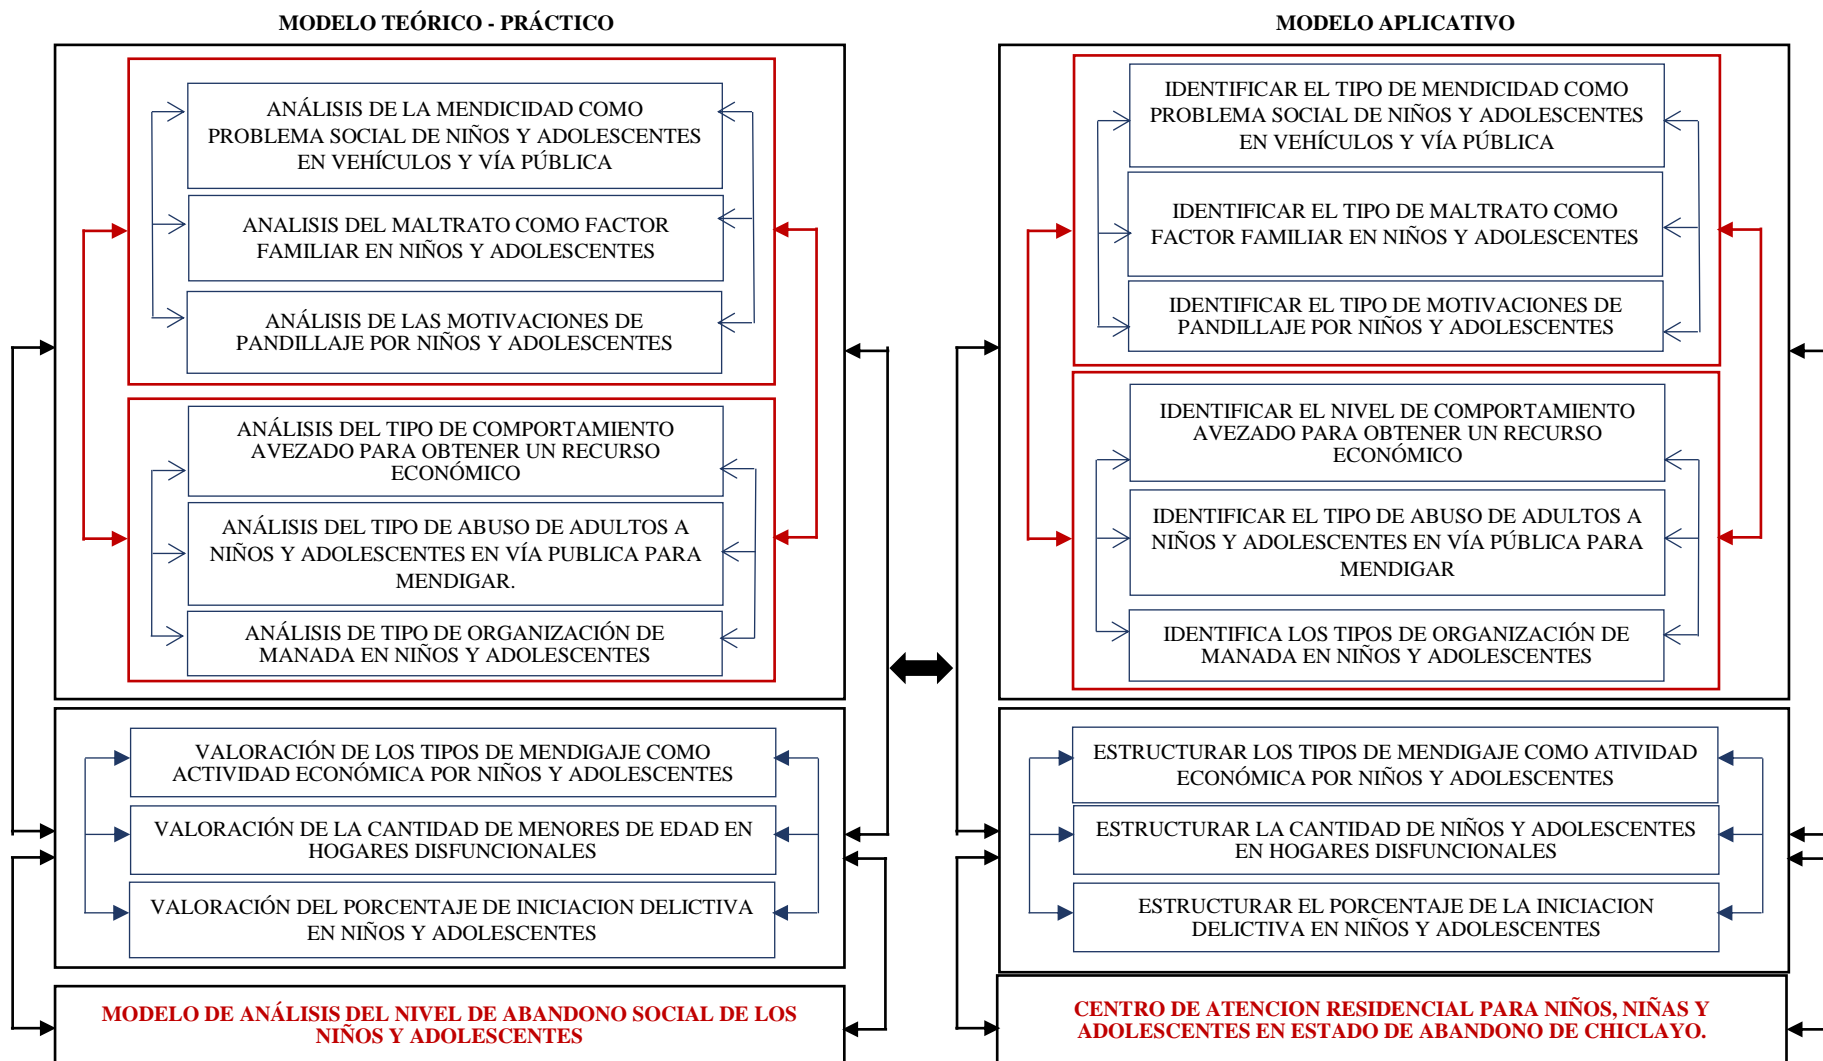 MODELO TEÓRICO - PRÁCTICO
ANÁLISIS DE LA MENDICIDAD COMO
PROBLEMA SOCIAL DE NIÑOS Y ADOLESCENTES
EN VEHÍCULOS Y VÍA PÚBLICA
ANALISIS DEL MALTRATO COMO FACTOR
FAMILIAR EN NIÑOS Y ADOLESCENTES
ANÁLISIS DE LAS MOTIVACIONES DE
PANDILLAJE POR NIÑOS Y ADOLESCENTES
ANÁLISIS DEL TIPO DE COMPORTAMIENTO
AVEZADO PARA OBTENER UN RECURSO
ECONÓMICO
ANÁLISIS DEL TIPO DE ABUSO DE ADULTOS A
NIÑOS Y ADOLESCENTES EN VÍA PUBLICA PARA
MENDIGAR.
ANÁLISIS DE TIPO DE ORGANIZACIÓN DE
MANADA EN NIÑOS Y ADOLESCENTES
VALORACIÓN DE LOS TIPOS DE MENDIGAJE COMO
ACTIVIDAD ECONÓMICA POR NIÑOS Y ADOLESCENTES
VALORACIÓN DE LA CANTIDAD DE MENORES DE EDAD EN
HOGARES DISFUNCIONALES
VALORACIÓN DEL PORCENTAJE DE INICIACION DELICTIVA
EN NIÑOS Y ADOLESCENTES
MODELO DE ANÁLISIS DEL NIVEL DE ABANDONO SOCIAL DE LOS
NIÑOS Y ADOLESCENTES
MODELO APLICATIVO
IDENTIFICAR EL TIPO DE MENDICIDAD COMO
PROBLEMA SOCIAL DE NIÑOS Y ADOLESCENTES
EN VEHÍCULOS Y VÍA PÚBLICA
IDENTIFICAR EL TIPO DE MALTRATO COMO
FACTOR FAMILIAR EN NIÑOS Y ADOLESCENTES
IDENTIFICAR EL TIPO DE MOTIVACIONES DE
PANDILLAJE POR NIÑOS Y ADOLESCENTES
IDENTIFICAR EL NIVEL DE COMPORTAMIENTO
AVEZADO PARA OBTENER UN RECURSO
ECONÓMICO
IDENTIFICAR EL TIPO DE ABUSO DE ADULTOS A
NIÑOS Y ADOLESCENTES EN VÍA PÚBLICA PARA
MENDIGAR
IDENTIFICA LOS TIPOS DE ORGANIZACIÓN DE
MANADA EN NIÑOS Y ADOLESCENTES
ESTRUCTURAR LOS TIPOS DE MENDIGAJE COMO ATIVIDAD
ECONÓMICA POR NIÑOS Y ADOLESCENTES
ESTRUCTURAR LA CANTIDAD DE NIÑOS Y ADOLESCENTES
EN HOGARES DISFUNCIONALES
ESTRUCTURAR EL PORCENTAJE DE LA INICIACION
DELICTIVA EN NIÑOS Y ADOLESCENTES
CENTRO DE ATENCION RESIDENCIAL PARA NIÑOS, NIÑAS Y
ADOLESCENTES EN ESTADO DE ABANDONO DE CHICLAYO.